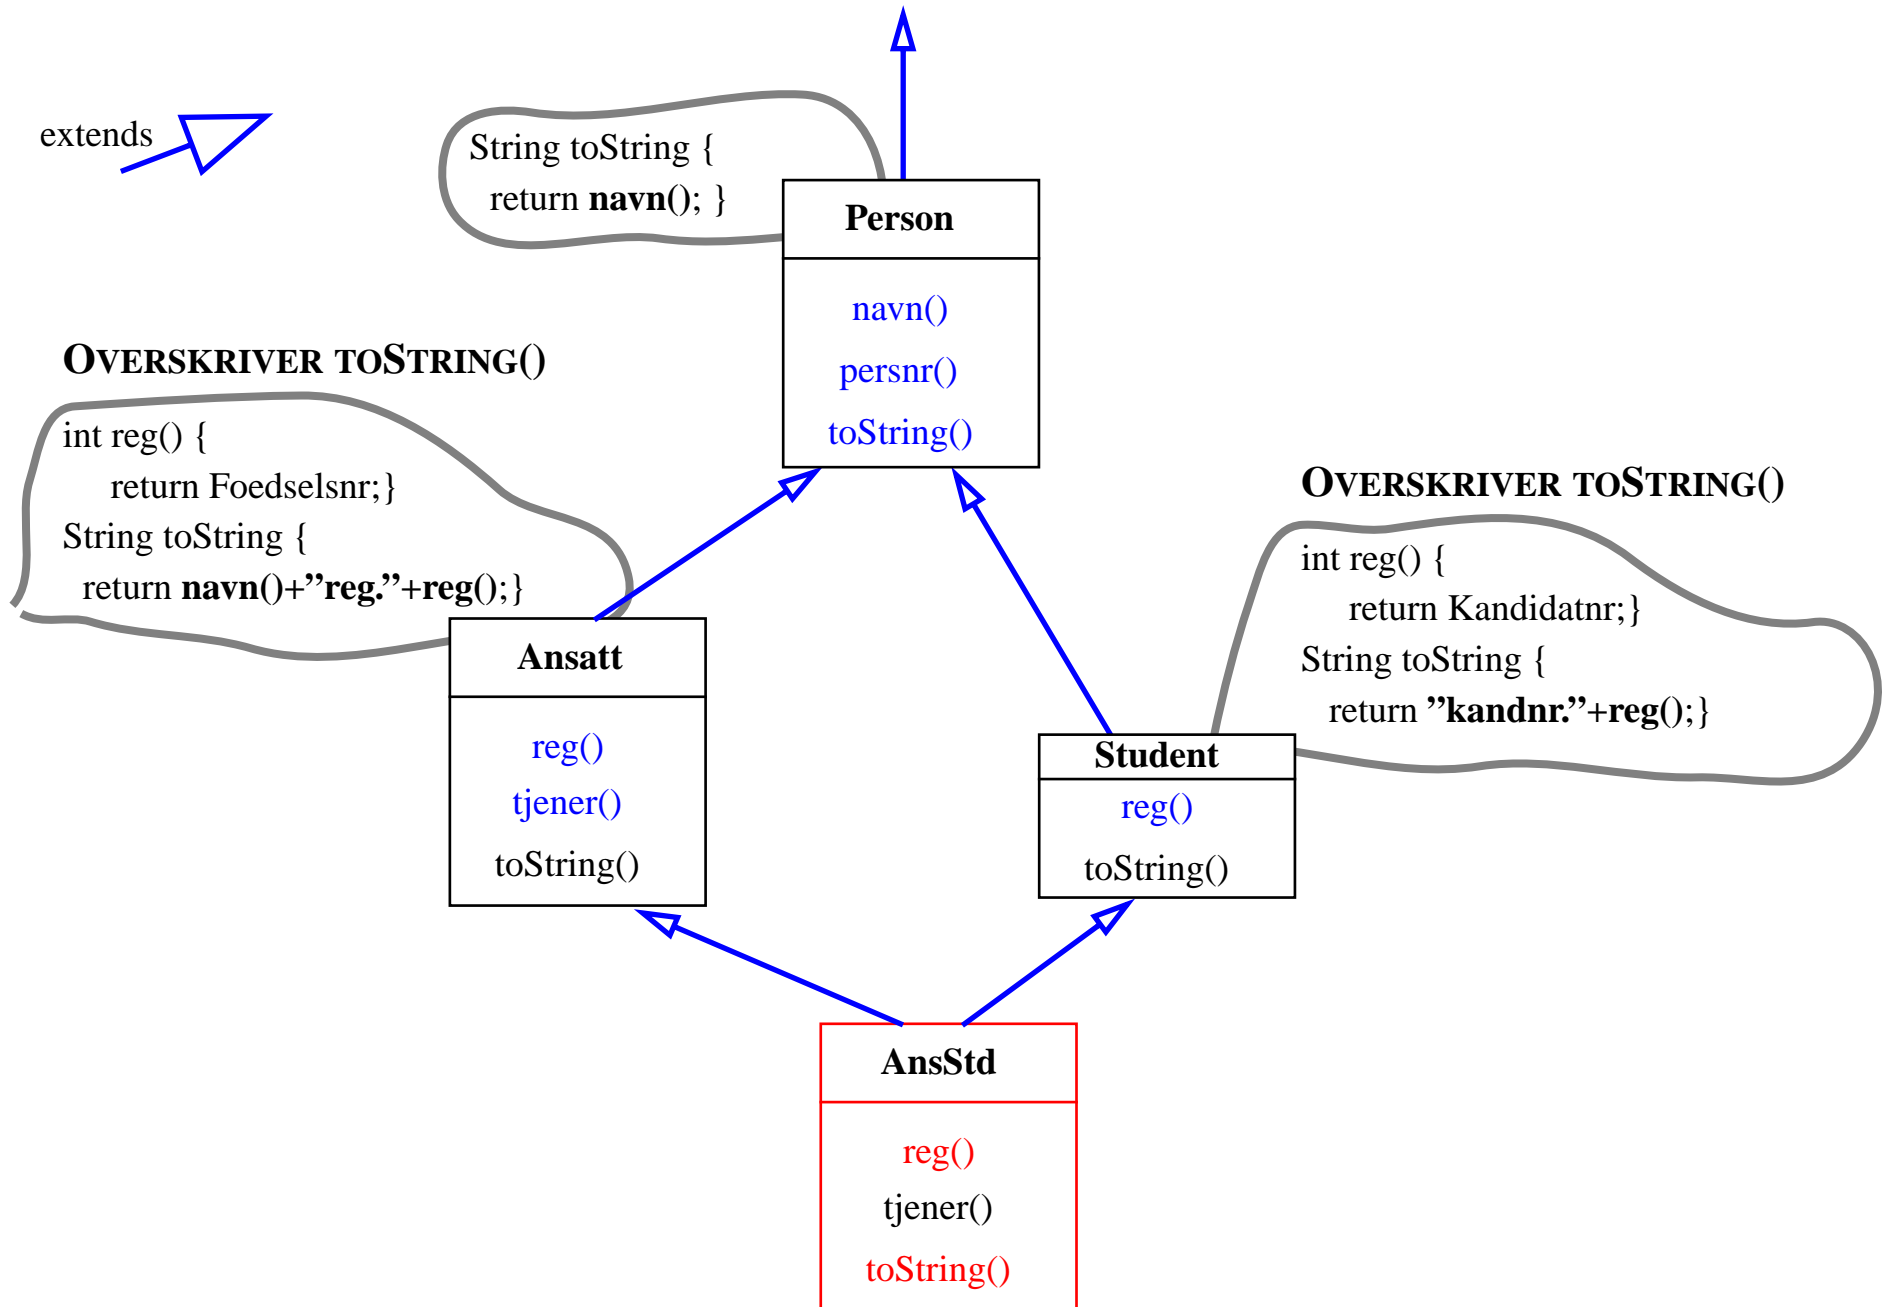 extends
String toString {
return navn(); }
Person
navn()
persnr()
toString()
OVERSKRIVER TOSTRING()
int reg() {
return Foedselsnr;}
String toString {
return navn()+”reg.”+reg();}
OVERSKRIVER TOSTRING()
int reg() {
return Kandidatnr;}
String toString {
return ”kandnr.”+reg();}
Ansatt
reg()
tjener()
toString()
Student
reg()
toString()
AnsStd
reg()
tjener()
toString()